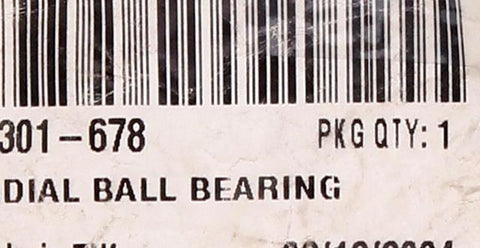 301-678 PKG QTY: 1
DIAL BALL BEARING